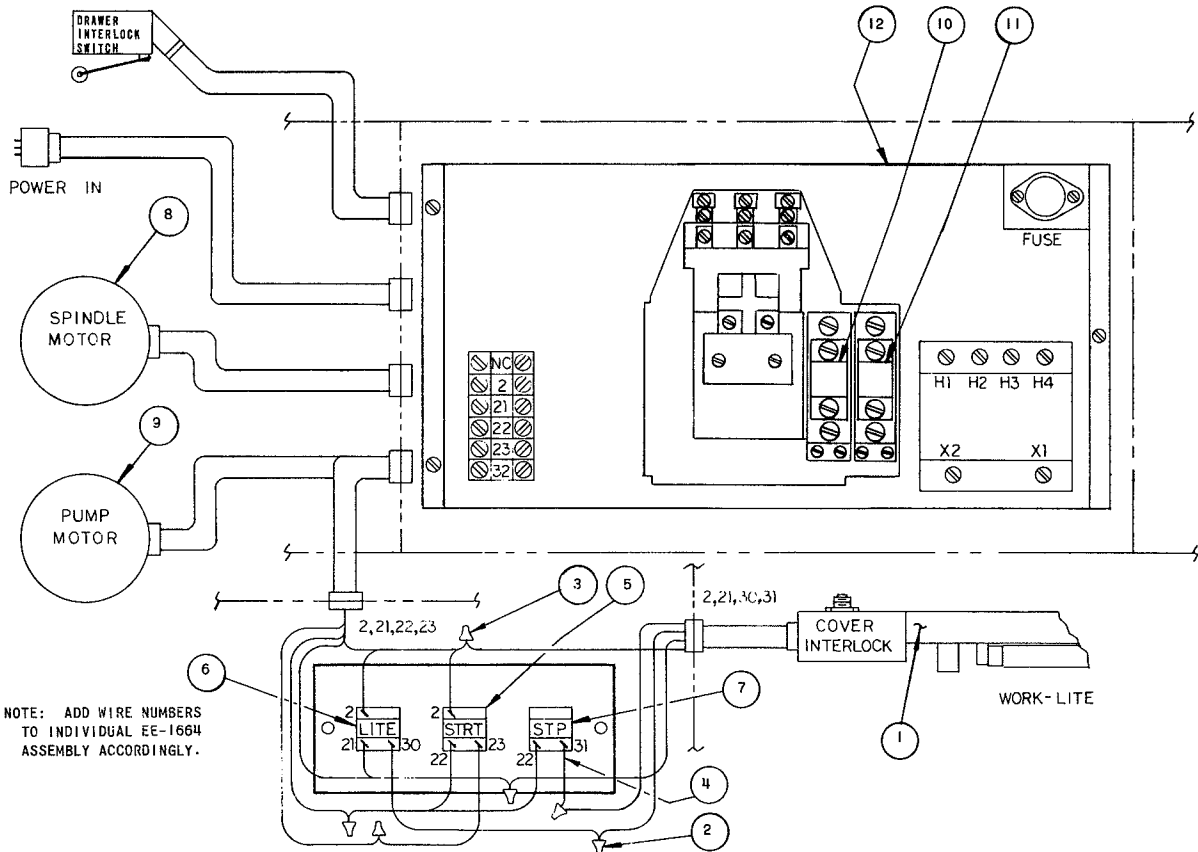 DRAWER
INTERLOCK
SWITCH
12
10
11
POWER IN
8
SPINDLE
MOTOR
FUSE
NC
2
21
22
23
32
H1 H2 H3 H4
X2 X1
9
PUMP
MOTOR
3
5
2,21,30,31
2,21,22,23
COVER
INTERLOCK
6
7
WORK-LITE
NOTE: ADD WIRE NUMBERS
TO INDIVIDUAL EE-1664
ASSEMBLY ACCORDINGLY.
2
LITE
21
30
2
STRT
22
23
STP
22
31
1
4
2